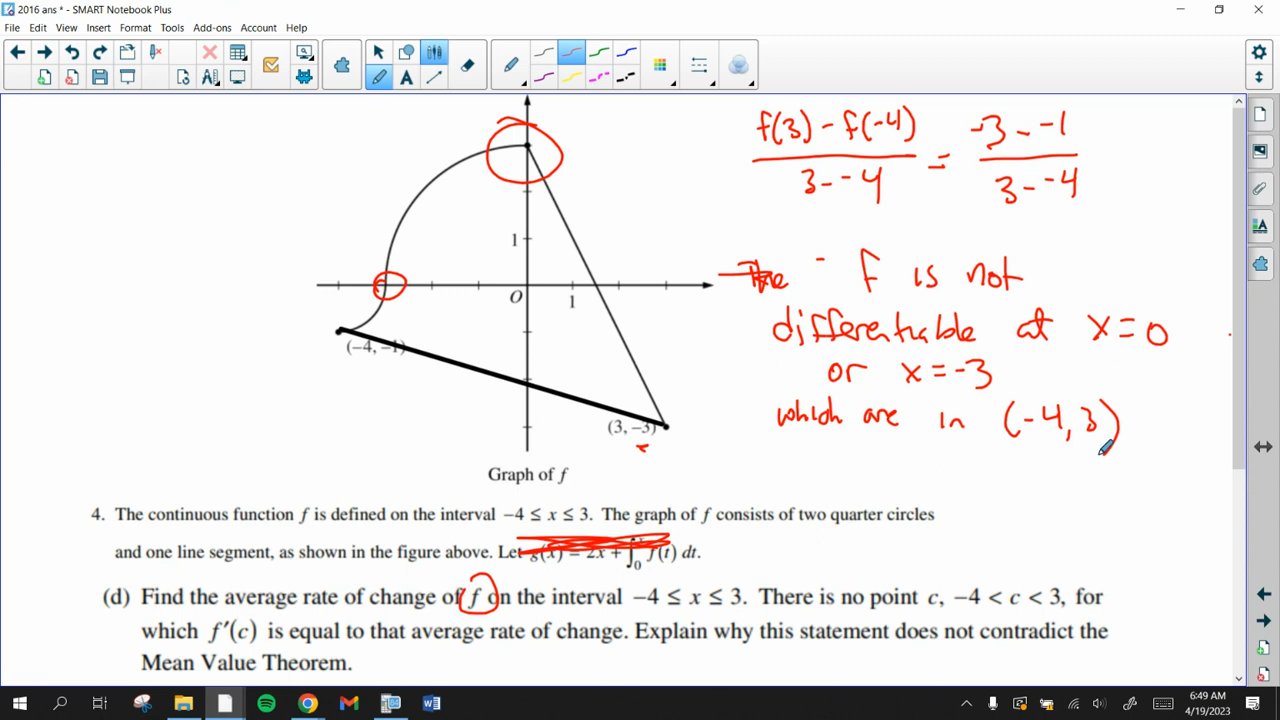 2016 ans * - SMART Notebook Plus
File Edit View Insert Format Tools Add-ons Account Help
f(3) - f(-4)
3 - -4
=
-3 - -1
3 - -4
1
O
1
(−4, −1)
(3, −3)
Graph of f
The f is not
differentiable at x = 0
or x = -3
which are in (-4, 3)
4. The continuous function f is defined on the interval −4 ≤ x ≤ 3. The graph of f consists of two quarter circles
and one line segment, as shown in the figure above. Let g(x) = 2x + ∫₀ˣ f(t) dt.
(d) Find the average rate of change of f on the interval −4 ≤ x ≤ 3. There is no point c, −4 < c < 3, for
which f′(c) is equal to that average rate of change. Explain why this statement does not contradict the
Mean Value Theorem.
6:49 AM
4/19/2023